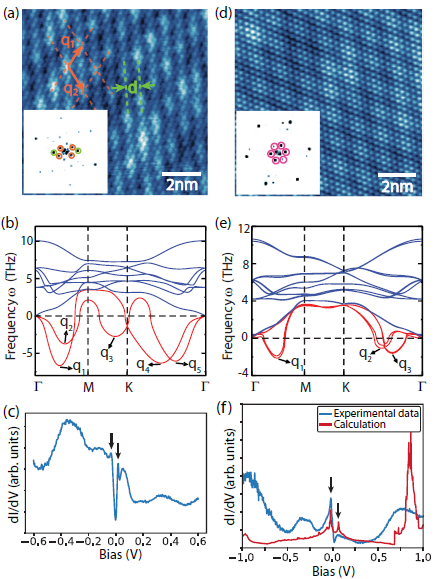 (a)
q1
q2
d
2nm
(d)
2nm
(b)
Frequency ω (THz)
10
5
0
-5
q2
q1
q3
q4
q5
Γ M K Γ
(e)
Frequency ω (THz)
12
8
4
0
-4
q1
q2
q3
Γ M K Γ
(c)
dI/dV (arb. units)
-0.6 -0.4 -0.2 0.0 0.2 0.4 0.6
Bias (V)
(f)
Experimental data
Calculation
dI/dV (arb. units)
-1.0 -0.5 0.0 0.5 1.0
Bias (V)